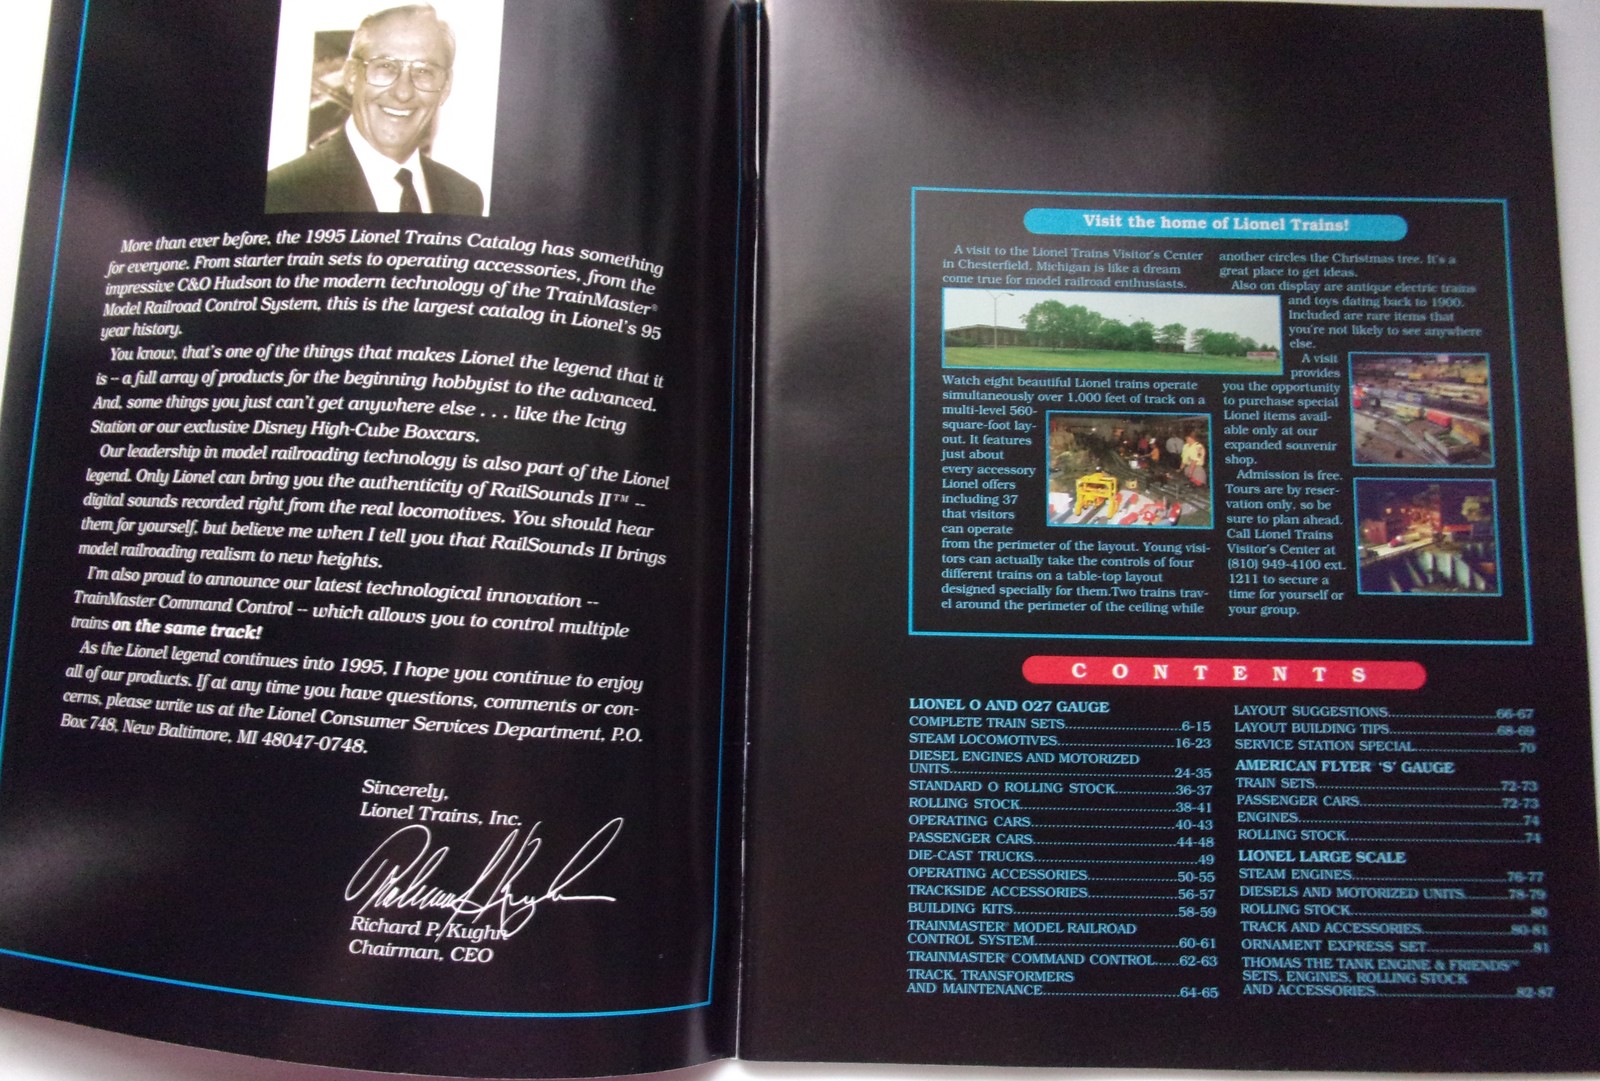 More than ever before, the 1995 Lionel Trains Catalog has something
for everyone. From starter train sets to operating accessories, from the
impressive C&O Hudson to the modern technology of the TrainMaster®
Model Railroad Control System, this is the largest catalog in Lionel's 95
year history.
You know, that's one of the things that makes Lionel the legend that it
is -- a full array of products for the beginning hobbyist to the advanced.
And, some things you just can't get anywhere else . . . like the Icing
Station or our exclusive Disney High-Cube Boxcars.
Our leadership in model railroading technology is also part of the Lionel
legend. Only Lionel can bring you the authenticity of RailSounds II™ --
digital sounds recorded right from the real locomotives. You should hear
them for yourself, but believe me when I tell you that RailSounds II brings
model railroading realism to new heights.
I'm also proud to announce our latest technological innovation --
TrainMaster Command Control -- which allows you to control multiple
trains on the same track!
As the Lionel legend continues into 1995, I hope you continue to enjoy
all of our products. If at any time you have questions, comments or con-
cerns, please write us at the Lionel Consumer Services Department, P.O.
Box 748, New Baltimore, MI 48047-0748.
Sincerely,
Lionel Trains, Inc.
Richard P. Kughn
Richard P. Kughn
Chairman, CEO
Visit the home of Lionel Trains!
A visit to the Lionel Trains Visitor's Center
in Chesterfield, Michigan is like a dream
come true for model railroad enthusiasts.
Watch eight beautiful Lionel trains operate
simultaneously over 1,000 feet of track on a
multi-level 560-
square-foot lay-
out. It features
just about
every accessory
Lionel offers
including 37
that visitors
can operate
from the perimeter of the layout. Young visi-
tors can actually take the controls of four
different trains on a table-top layout
designed specially for them.Two trains trav-
el around the perimeter of the ceiling while
another circles the Christmas tree. It's a
great place to get ideas.
Also on display are antique electric trains
and toys dating back to 1900.
Included are rare items that
you're not likely to see anywhere
else.
A visit
provides
you the opportunity
to purchase special
Lionel items avail-
able only at our
expanded souvenir
shop.
Admission is free.
Tours are by reser-
vation only, so be
sure to plan ahead.
Call Lionel Trains
Visitor's Center at
(810) 949-4100 ext.
1211 to secure a
time for yourself or
your group.
CONTENTS
LIONEL O AND O27 GAUGE
COMPLETE TRAIN SETS..................6-15
STEAM LOCOMOTIVES..................16-23
DIESEL ENGINES AND MOTORIZED
UNITS..................24-35
STANDARD O ROLLING STOCK..................36-37
ROLLING STOCK..................38-41
OPERATING CARS..................40-43
PASSENGER CARS..................44-48
DIE-CAST TRUCKS..................49
OPERATING ACCESSORIES..................50-55
TRACKSIDE ACCESSORIES..................56-57
BUILDING KITS..................58-59
TRAINMASTER® MODEL RAILROAD
CONTROL SYSTEM..................60-61
TRAINMASTER® COMMAND CONTROL......62-63
TRACK, TRANSFORMERS
AND MAINTENANCE..................64-65
LAYOUT SUGGESTIONS..................66-67
LAYOUT BUILDING TIPS..................68-69
SERVICE STATION SPECIAL..................70
AMERICAN FLYER 'S' GAUGE
TRAIN SETS..................72-73
PASSENGER CARS..................72-73
ENGINES..................74
ROLLING STOCK..................74
LIONEL LARGE SCALE
STEAM ENGINES..................76-77
DIESELS AND MOTORIZED UNITS..........78-79
ROLLING STOCK..................80
TRACK AND ACCESSORIES..................80-81
ORNAMENT EXPRESS SET..................81
THOMAS THE TANK ENGINE & FRIENDS™
SETS, ENGINES, ROLLING STOCK
AND ACCESSORIES..................82-87